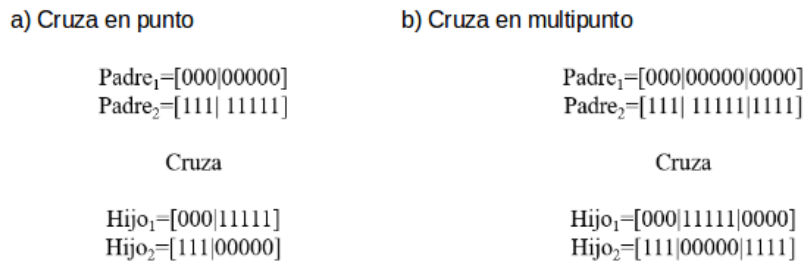 a) Cruza en punto
Padre₁=[000|00000]
Padre₂=[111| 11111]
Cruza
Hijo₁=[000|11111]
Hijo₂=[111|00000]
b) Cruza en multipunto
Padre₁=[000|00000|0000]
Padre₂=[111| 11111|1111]
Cruza
Hijo₁=[000|11111|0000]
Hijo₂=[111|00000|1111]